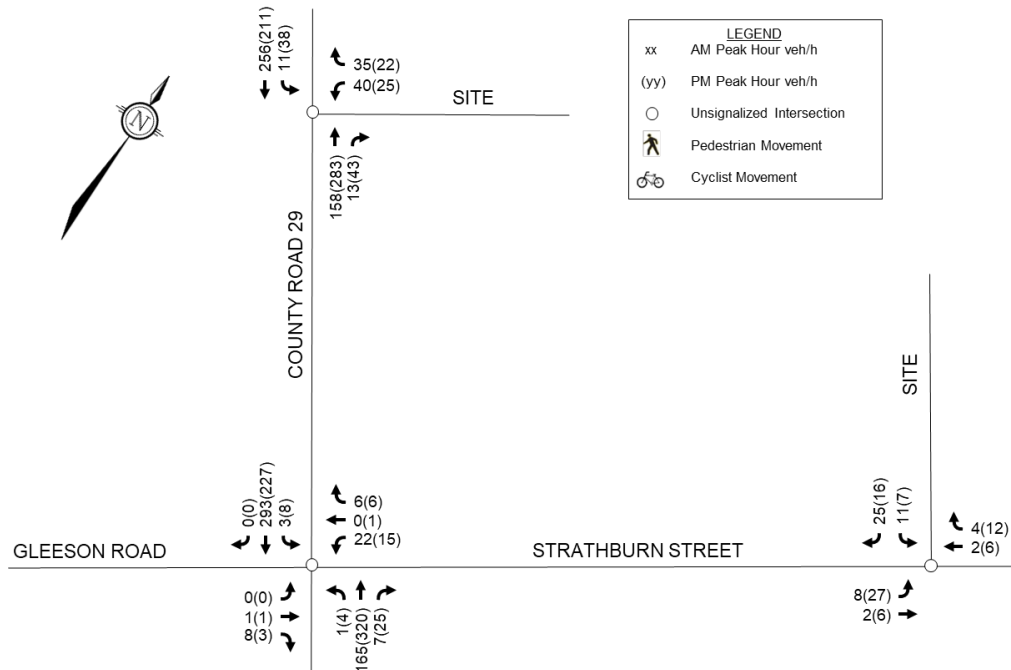 256(211)
11(38)
35(22)
40(25)
SITE
158(283)
13(43)
N
LEGEND
xx AM Peak Hour veh/h
(yy) PM Peak Hour veh/h
Unsignalized Intersection
Pedestrian Movement
Cyclist Movement
COUNTY ROAD 29
SITE
0(0)
293(227)
3(8)
6(6)
0(1)
22(15)
GLEESON ROAD
STRATHBURN STREET
0(0)
1(1)
8(3)
1(4)
165(320)
7(25)
25(16)
11(7)
4(12)
2(6)
8(27)
2(6)